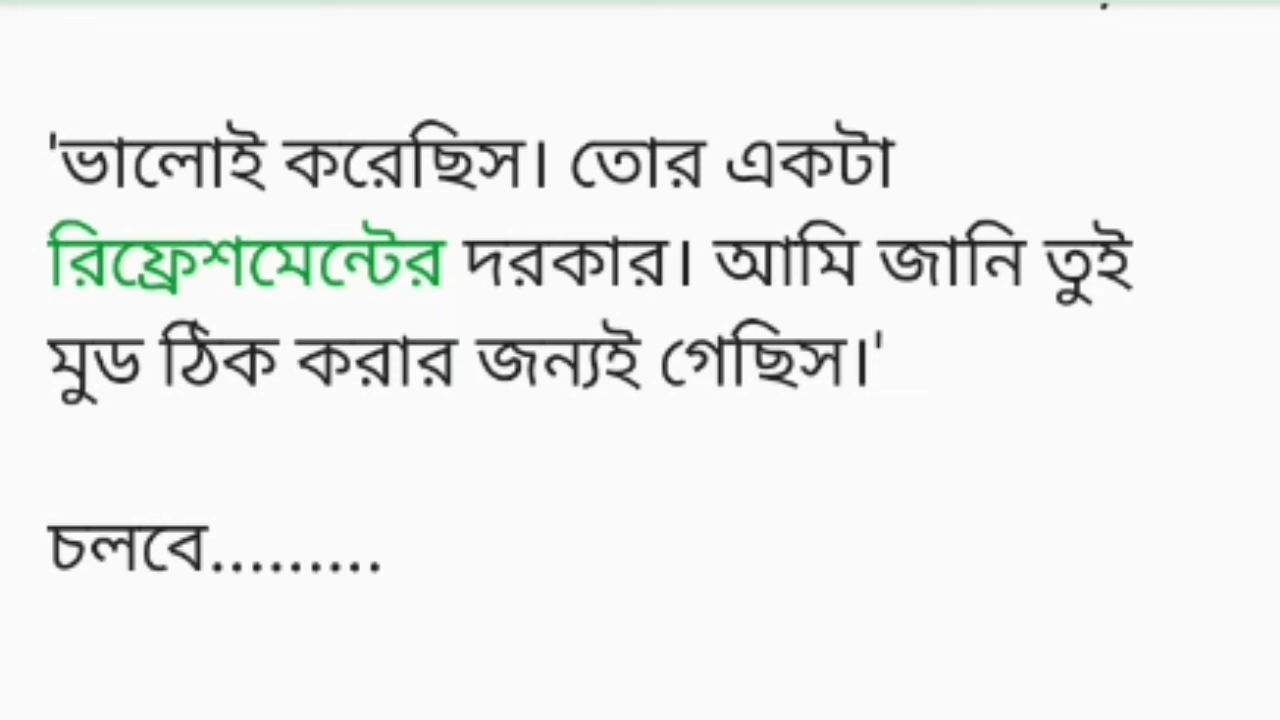 'ভালোই করেছিস। তোর একটা
রিফ্রেশমেন্টের দরকার। আমি জানি তুই
মুড ঠিক করার জন্যই গেছিস।'
চলবে.........